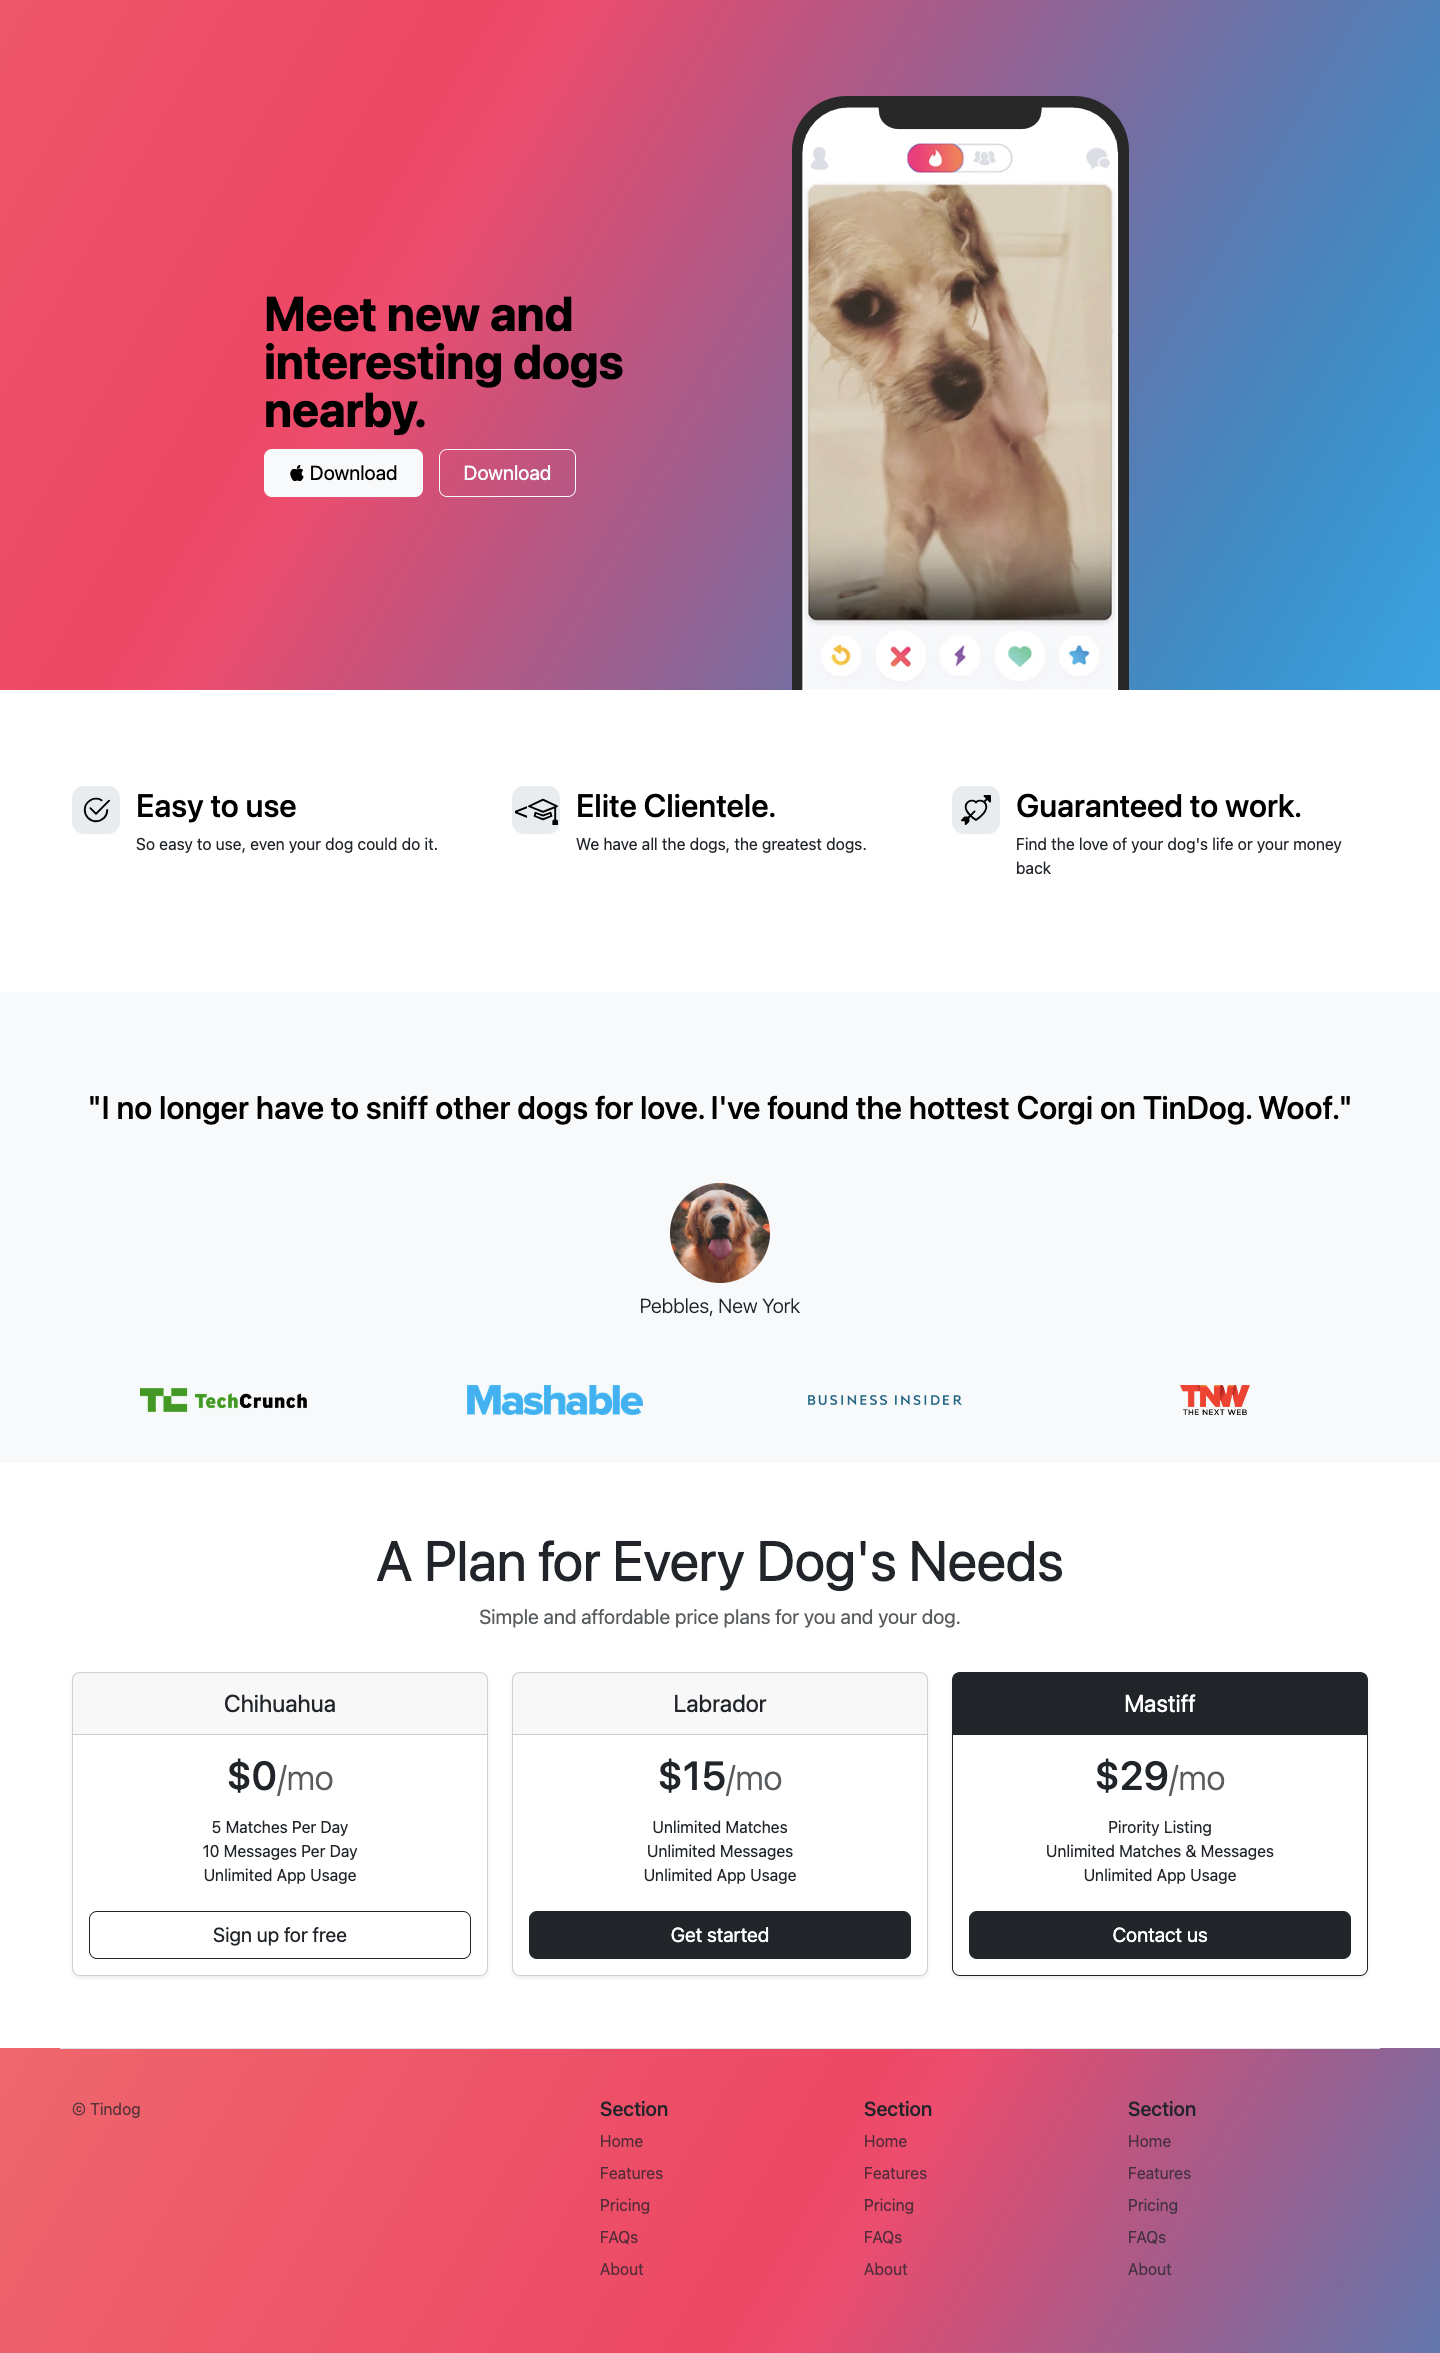 Meet new and
interesting dogs
nearby.
Download
Download
Easy to use
So easy to use, even your dog could do it.
<
Elite Clientele.
We have all the dogs, the greatest dogs.
Guaranteed to work.
Find the love of your dog's life or your money
back
"I no longer have to sniff other dogs for love. I've found the hottest Corgi on TinDog. Woof."
Pebbles, New York
TC TechCrunch
Mashable
BUSINESS INSIDER
TNW
THE NEXT WEB
A Plan for Every Dog's Needs
Simple and affordable price plans for you and your dog.
Chihuahua
$0/mo
5 Matches Per Day
10 Messages Per Day
Unlimited App Usage
Sign up for free
Labrador
$15/mo
Unlimited Matches
Unlimited Messages
Unlimited App Usage
Get started
Mastiff
$29/mo
Pirority Listing
Unlimited Matches & Messages
Unlimited App Usage
Contact us
© Tindog
Section
Home
Features
Pricing
FAQs
About
Section
Home
Features
Pricing
FAQs
About
Section
Home
Features
Pricing
FAQs
About